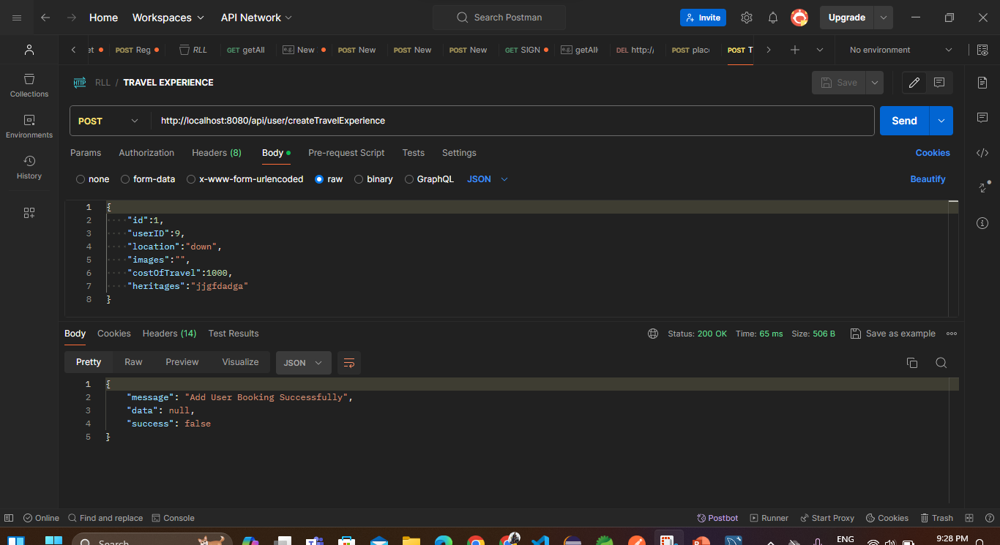 Home Workspaces API Network Search Postman Invite Upgrade
et POST Reg RLL GET getAll e.g. New POST New POST New POST New GET SIGN e.g. getAll DEL http:/ POST plac POST T No environment
HTTP RLL / TRAVEL EXPERIENCE Save
Collections
Environments
History
POST http://localhost:8080/api/user/createTravelExperience Send
Params Authorization Headers (8) Body Pre-request Script Tests Settings Cookies
none form-data x-www-form-urlencoded raw binary GraphQL JSON Beautify
1 {
2 "id":1,
3 "userID":9,
4 "location":"down",
5 "images":"",
6 "costOfTravel":1000,
7 "heritages":"jjgfdadga"
8 }
Body Cookies Headers (14) Test Results Status: 200 OK Time: 65 ms Size: 506 B Save as example
Pretty Raw Preview Visualize JSON
1 {
2 "message": "Add User Booking Successfully",
3 "data": null,
4 "success": false
5 }
Online Find and replace Console Postbot Runner Start Proxy Cookies Trash
Search ENG 9:28 PM